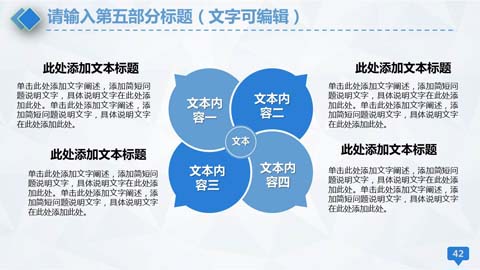 请输入第五部分标题（文字可编辑）
此处添加文本标题
单击此处添加文字阐述，添加简短问
题说明文字，具体说明文字在此处添
加此处。单击此处添加文字阐述，添
加简短问题说明文字，具体说明文字
在此处添加此处。
此处添加文本标题
单击此处添加文字阐述，添加简短问
题说明文字，具体说明文字在此处添
加此处。单击此处添加文字阐述，添
加简短问题说明文字，具体说明文字
在此处添加此处。
文本内
容一
文本内
容二
文本
文本内
容三
文本内
容四
此处添加文本标题
单击此处添加文字阐述，添加简短问
题说明文字，具体说明文字在此处添
加此处。单击此处添加文字阐述，添
加简短问题说明文字，具体说明文字
在此处添加此处。
此处添加文本标题
单击此处添加文字阐述，添加简短问
题说明文字，具体说明文字在此处添
加此处。单击此处添加文字阐述，添
加简短问题说明文字，具体说明文字
在此处添加此处。
42